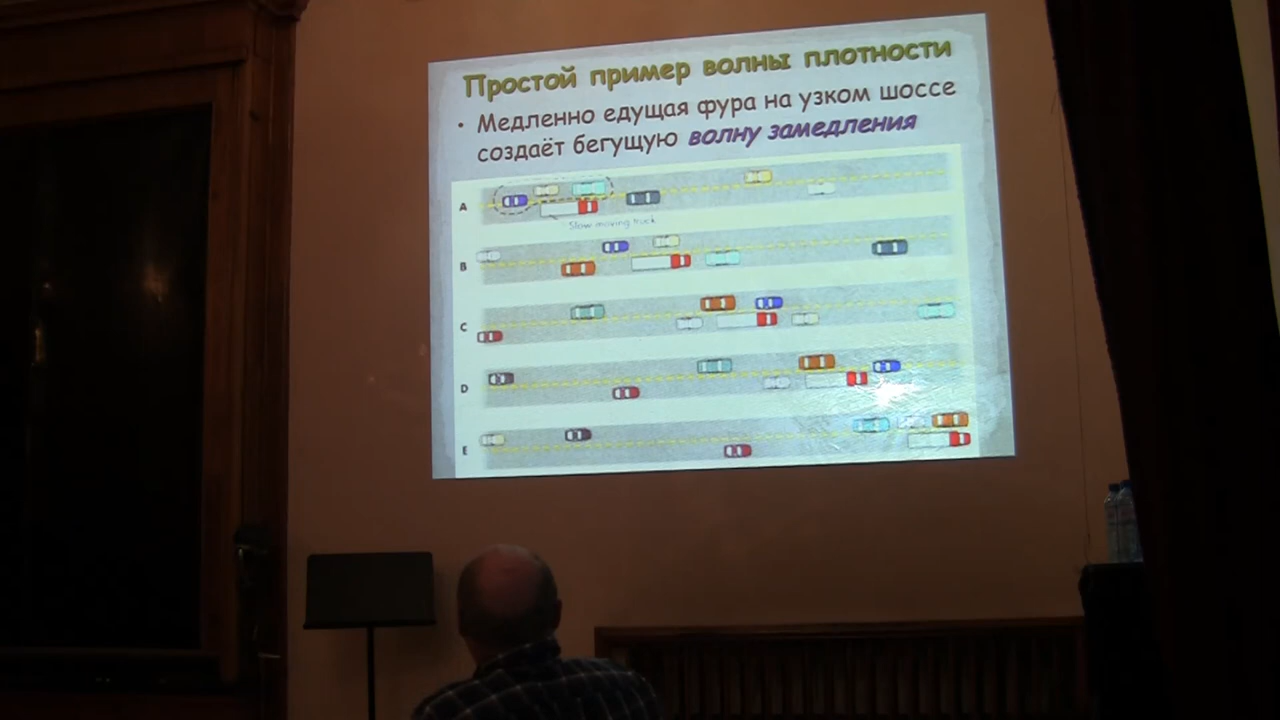 Простой пример волны плотности
• Медленно едущая фура на узком шоссе
создаёт бегущую волну замедления
A
Slow moving truck
B
C
D
E